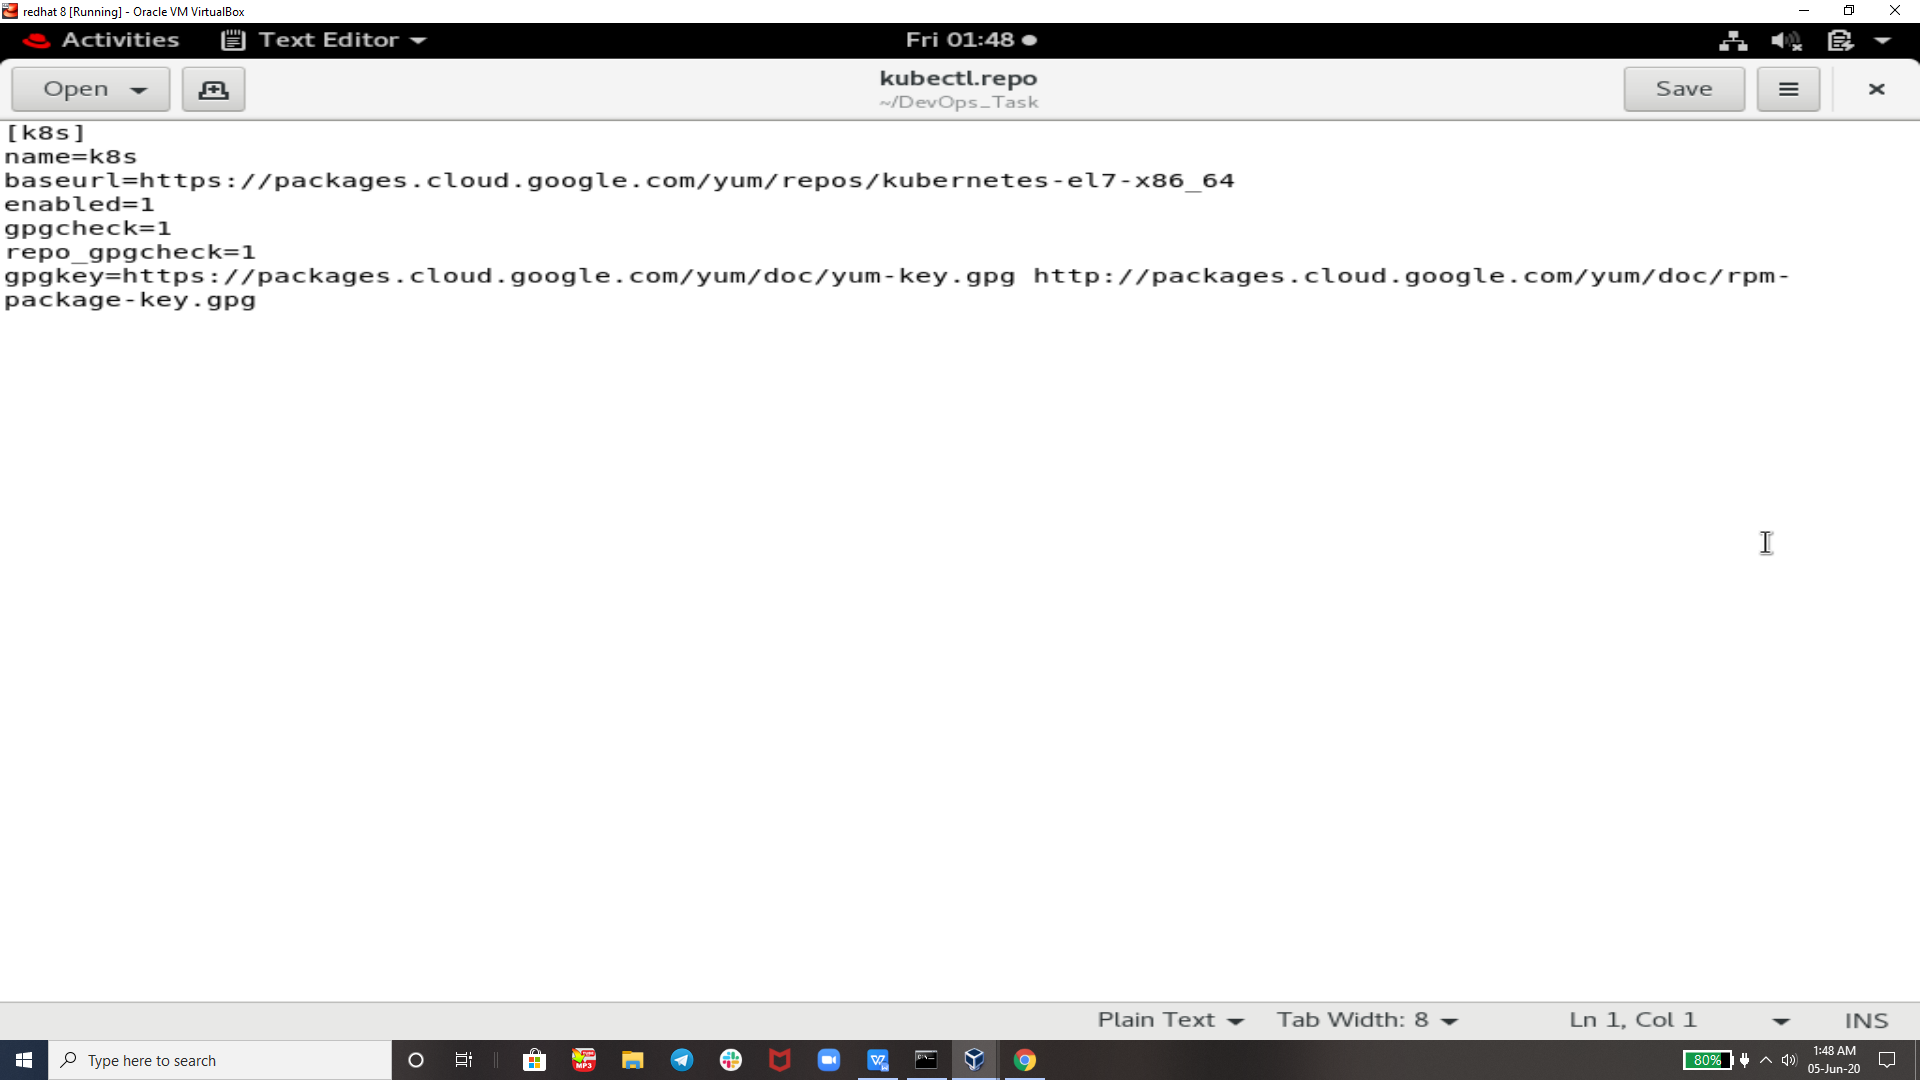 redhat 8 [Running] - Oracle VM VirtualBox
Activities Text Editor Fri 01:48
Open kubectl.repo Save
~/DevOps_Task
[k8s]
name=k8s
baseurl=https://packages.cloud.google.com/yum/repos/kubernetes-el7-x86_64
enabled=1
gpgcheck=1
repo_gpgcheck=1
gpgkey=https://packages.cloud.google.com/yum/doc/yum-key.gpg http://packages.cloud.google.com/yum/doc/rpm-
package-key.gpg
Plain Text Tab Width: 8 Ln 1, Col 1 INS
Type here to search MP3 80% 1:48 AM
05-Jun-20